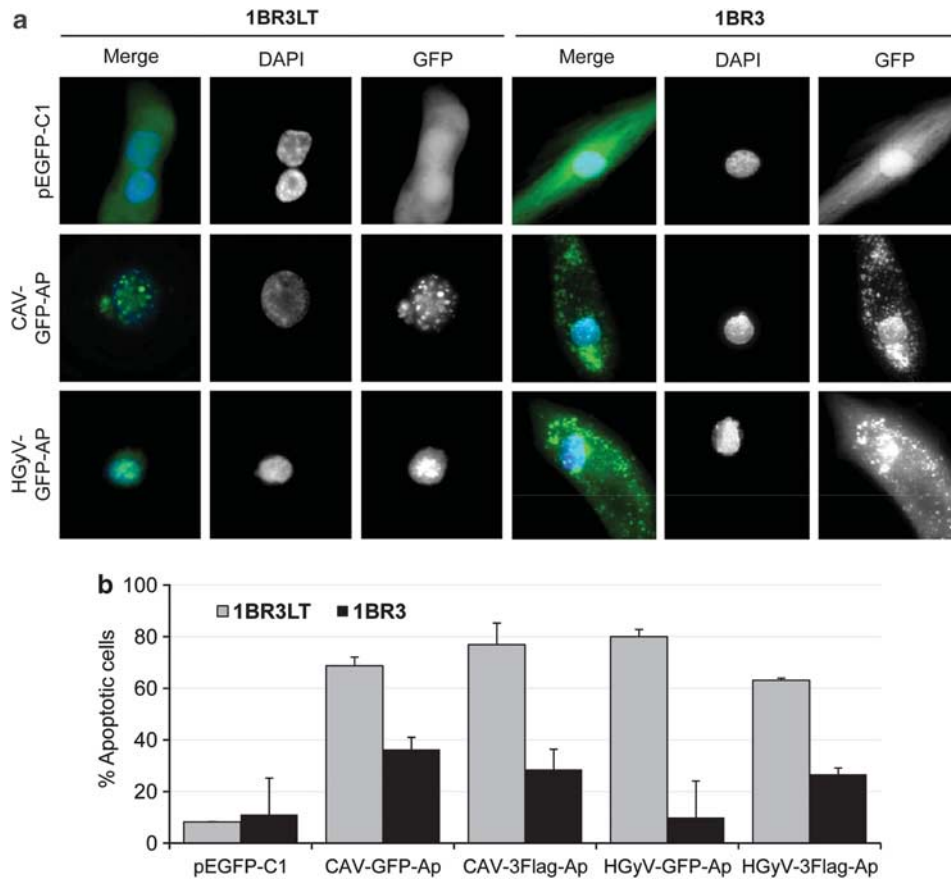 a
1BR3LT 1BR3
Merge DAPI GFP Merge DAPI GFP
pEGFP-C1
CAV-
GFP-AP
HGyV-
GFP-AP
b
1BR3LT 1BR3
% Apoptotic cells
100
80
60
40
20
0
pEGFP-C1 CAV-GFP-Ap CAV-3Flag-Ap HGyV-GFP-Ap HGyV-3Flag-Ap